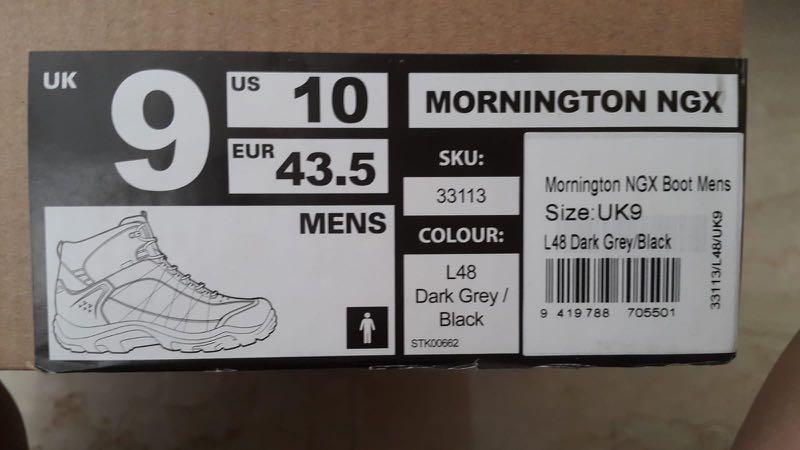 UK
9
US
10
EUR
43.5
MENS
MORNINGTON NGX
SKU:
33113
COLOUR:
L48
Dark Grey /
Black
STK00662
Mornington NGX Boot Mens
Size:UK9
L48 Dark Grey/Black
9 419788 705501
33113/L48/UK9